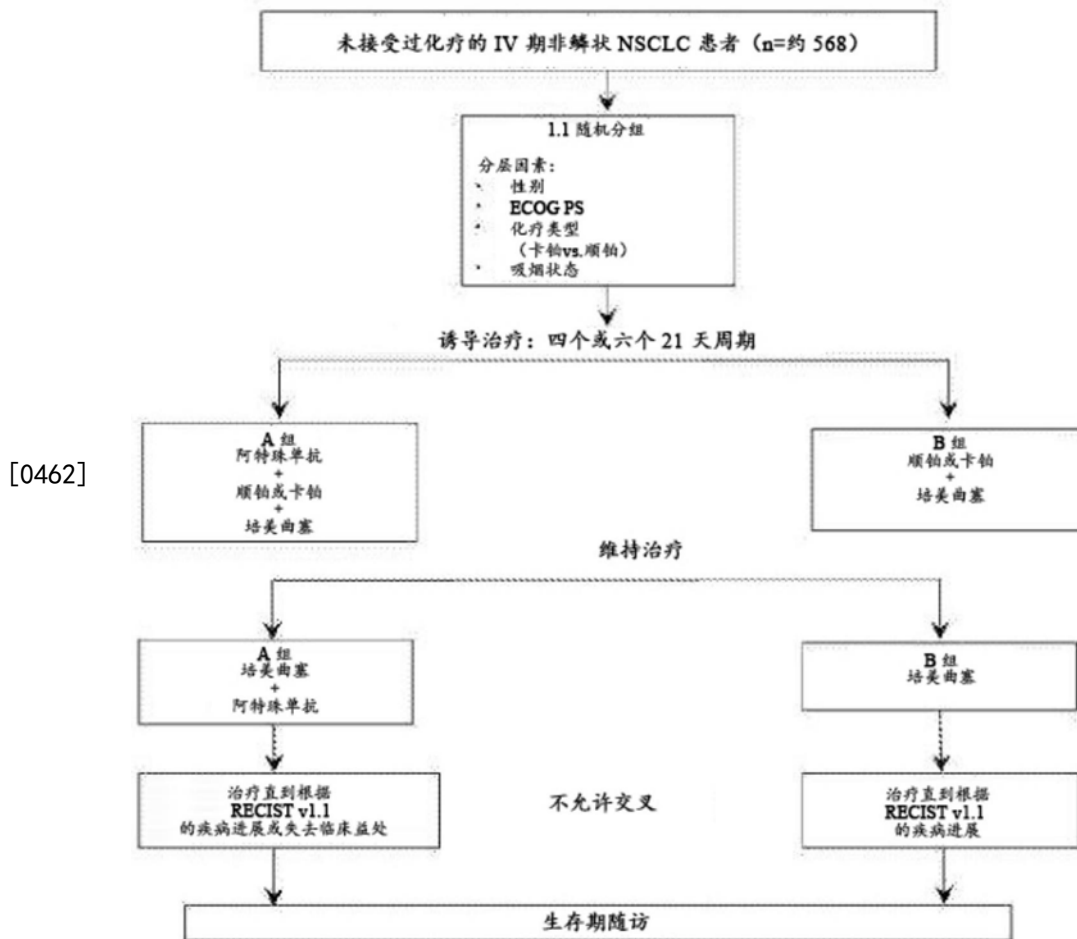 未接受过化疗的 IV 期非鳞状 NSCLC 患者（n=约 568）
1.1 随机分组
分层因素：
· 性别
· ECOG PS
· 化疗类型
（卡铂vs.顺铂）
· 吸烟状态
诱导治疗：四个或六个 21 天周期
A 组
阿特珠单抗
+
顺铂或卡铂
+
培美曲塞
B 组
顺铂或卡铂
+
培美曲塞
[0462]
维持治疗
A 组
培美曲塞
+
阿特珠单抗
B 组
培美曲塞
治疗直到根据
RECIST v1.1
的疾病进展或失去临床益处
不允许交叉
治疗直到根据
RECIST v1.1
的疾病进展
生存期随访